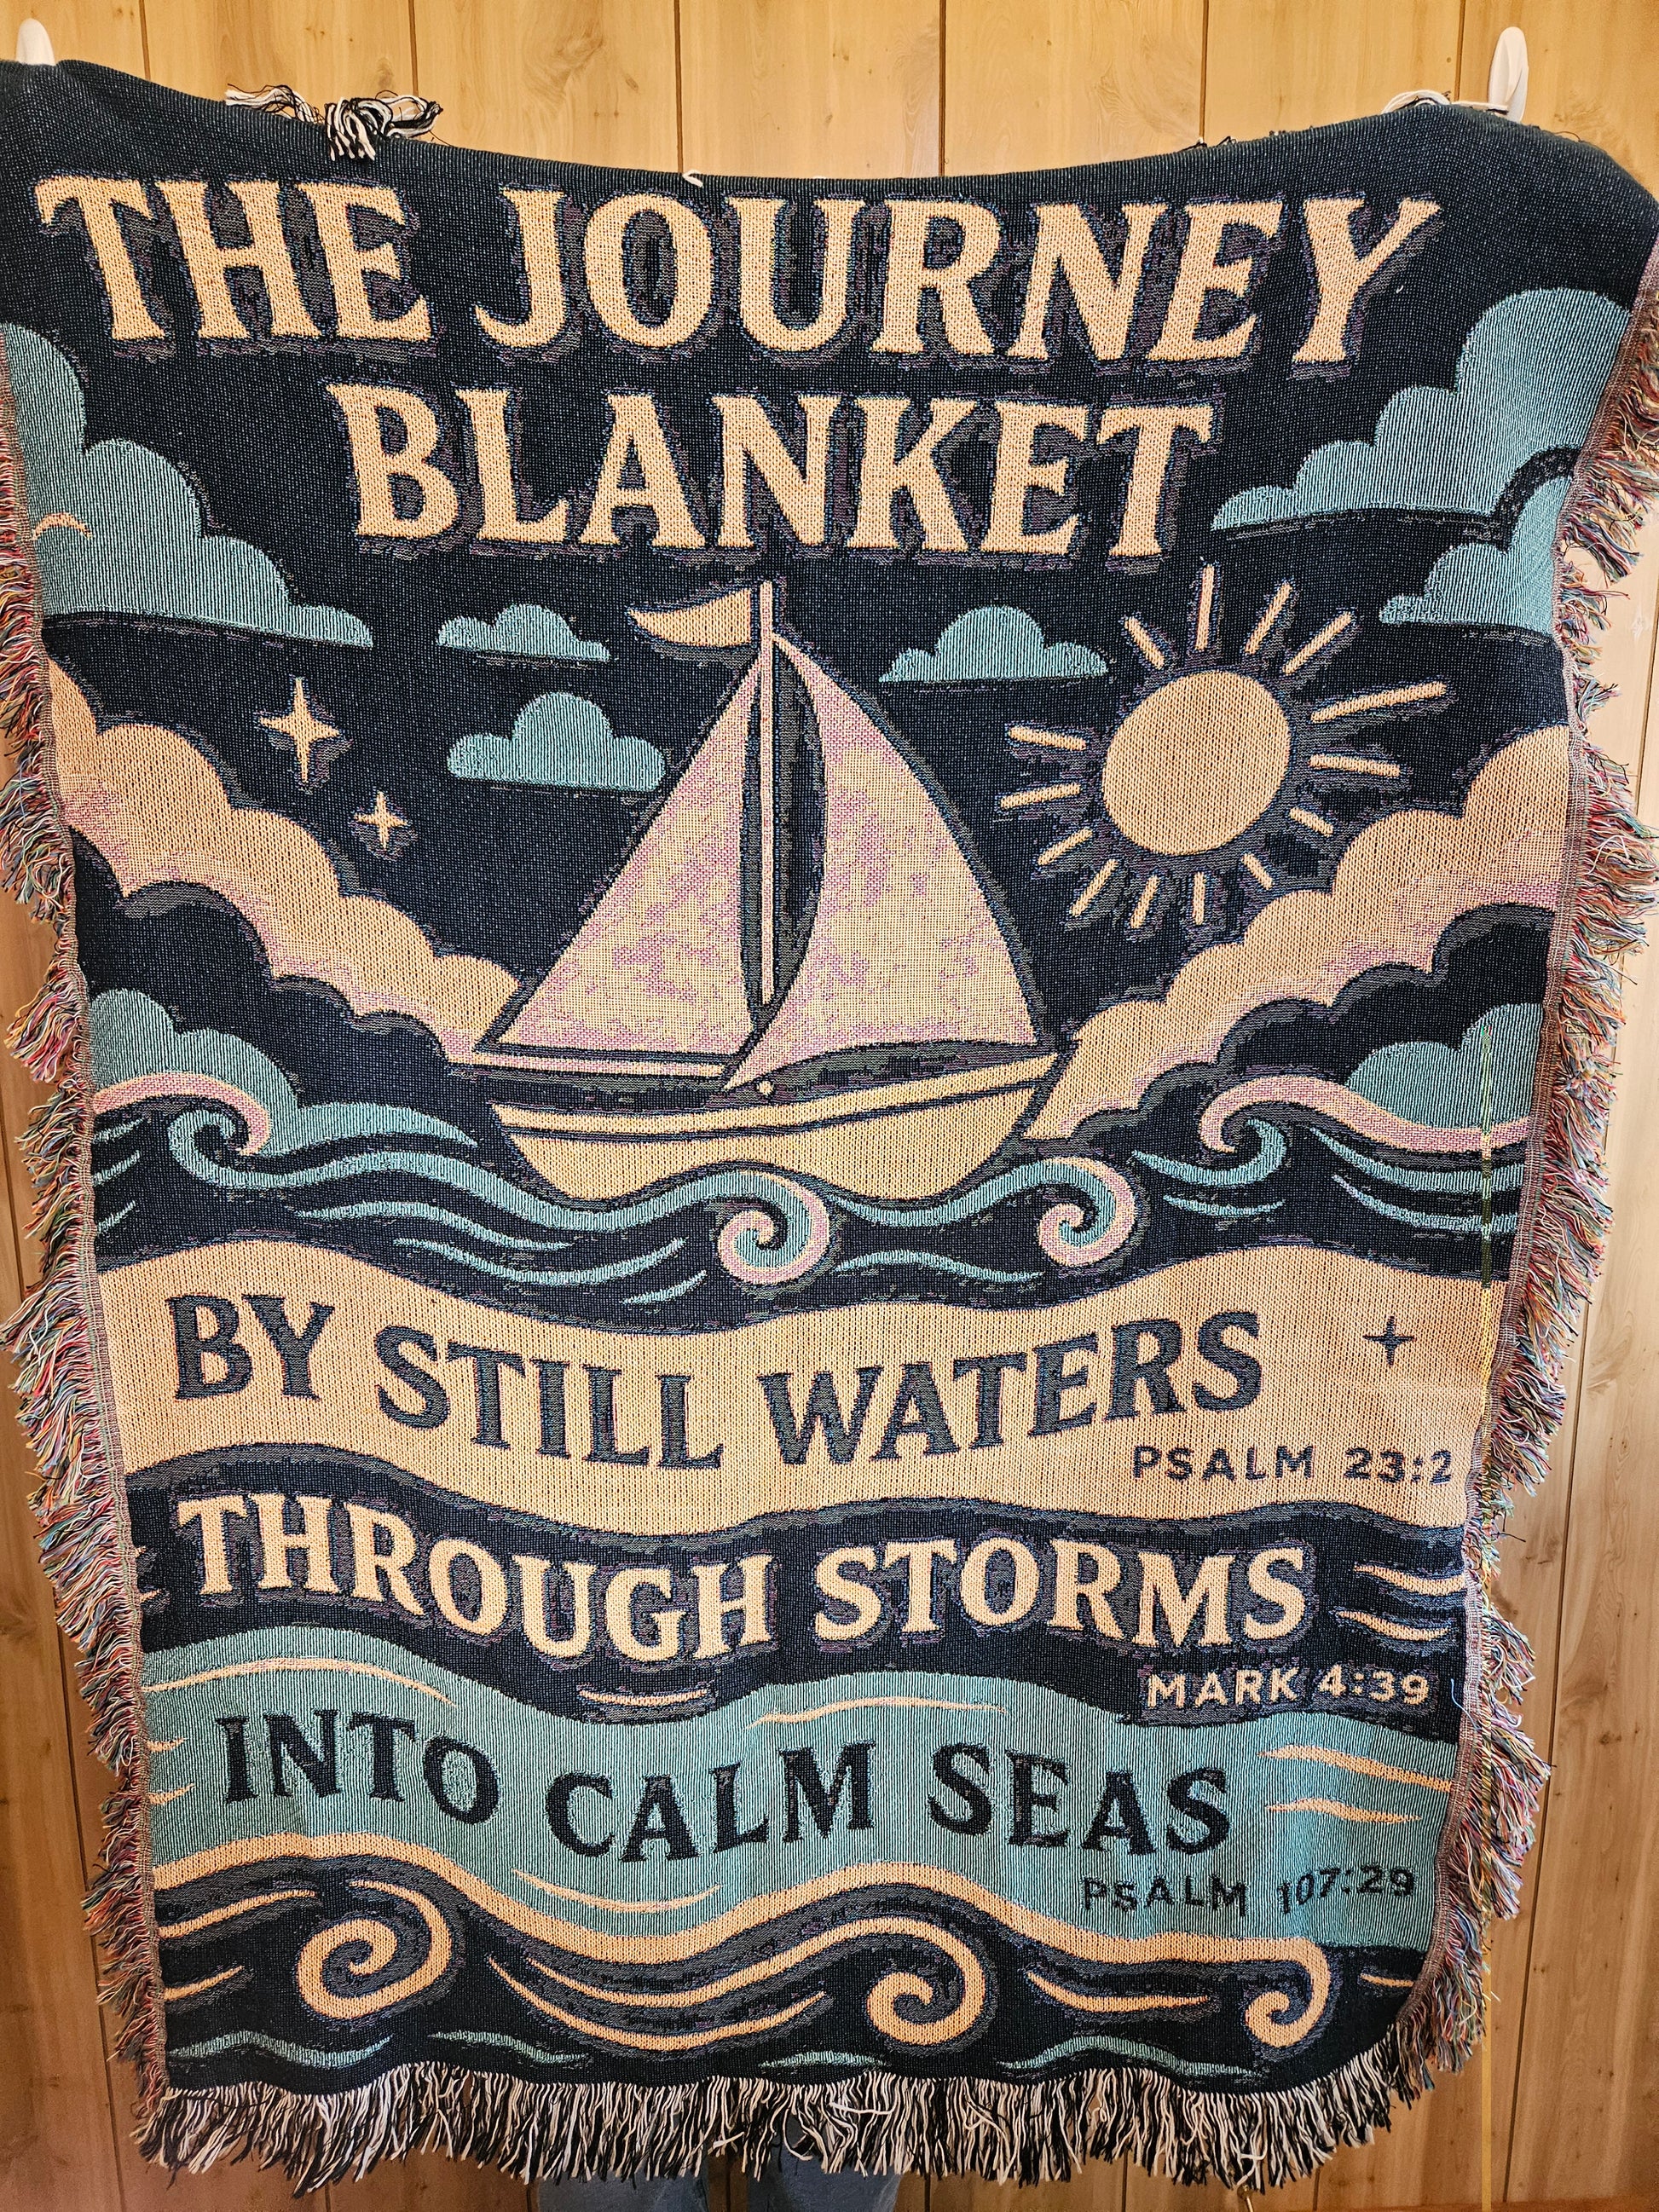 THE JOURNEY
BLANKET
BY STILL WATERS
PSALM 23:2
THROUGH STORMS
MARK 4:39
INTO CALM SEAS
PSALM 107:29